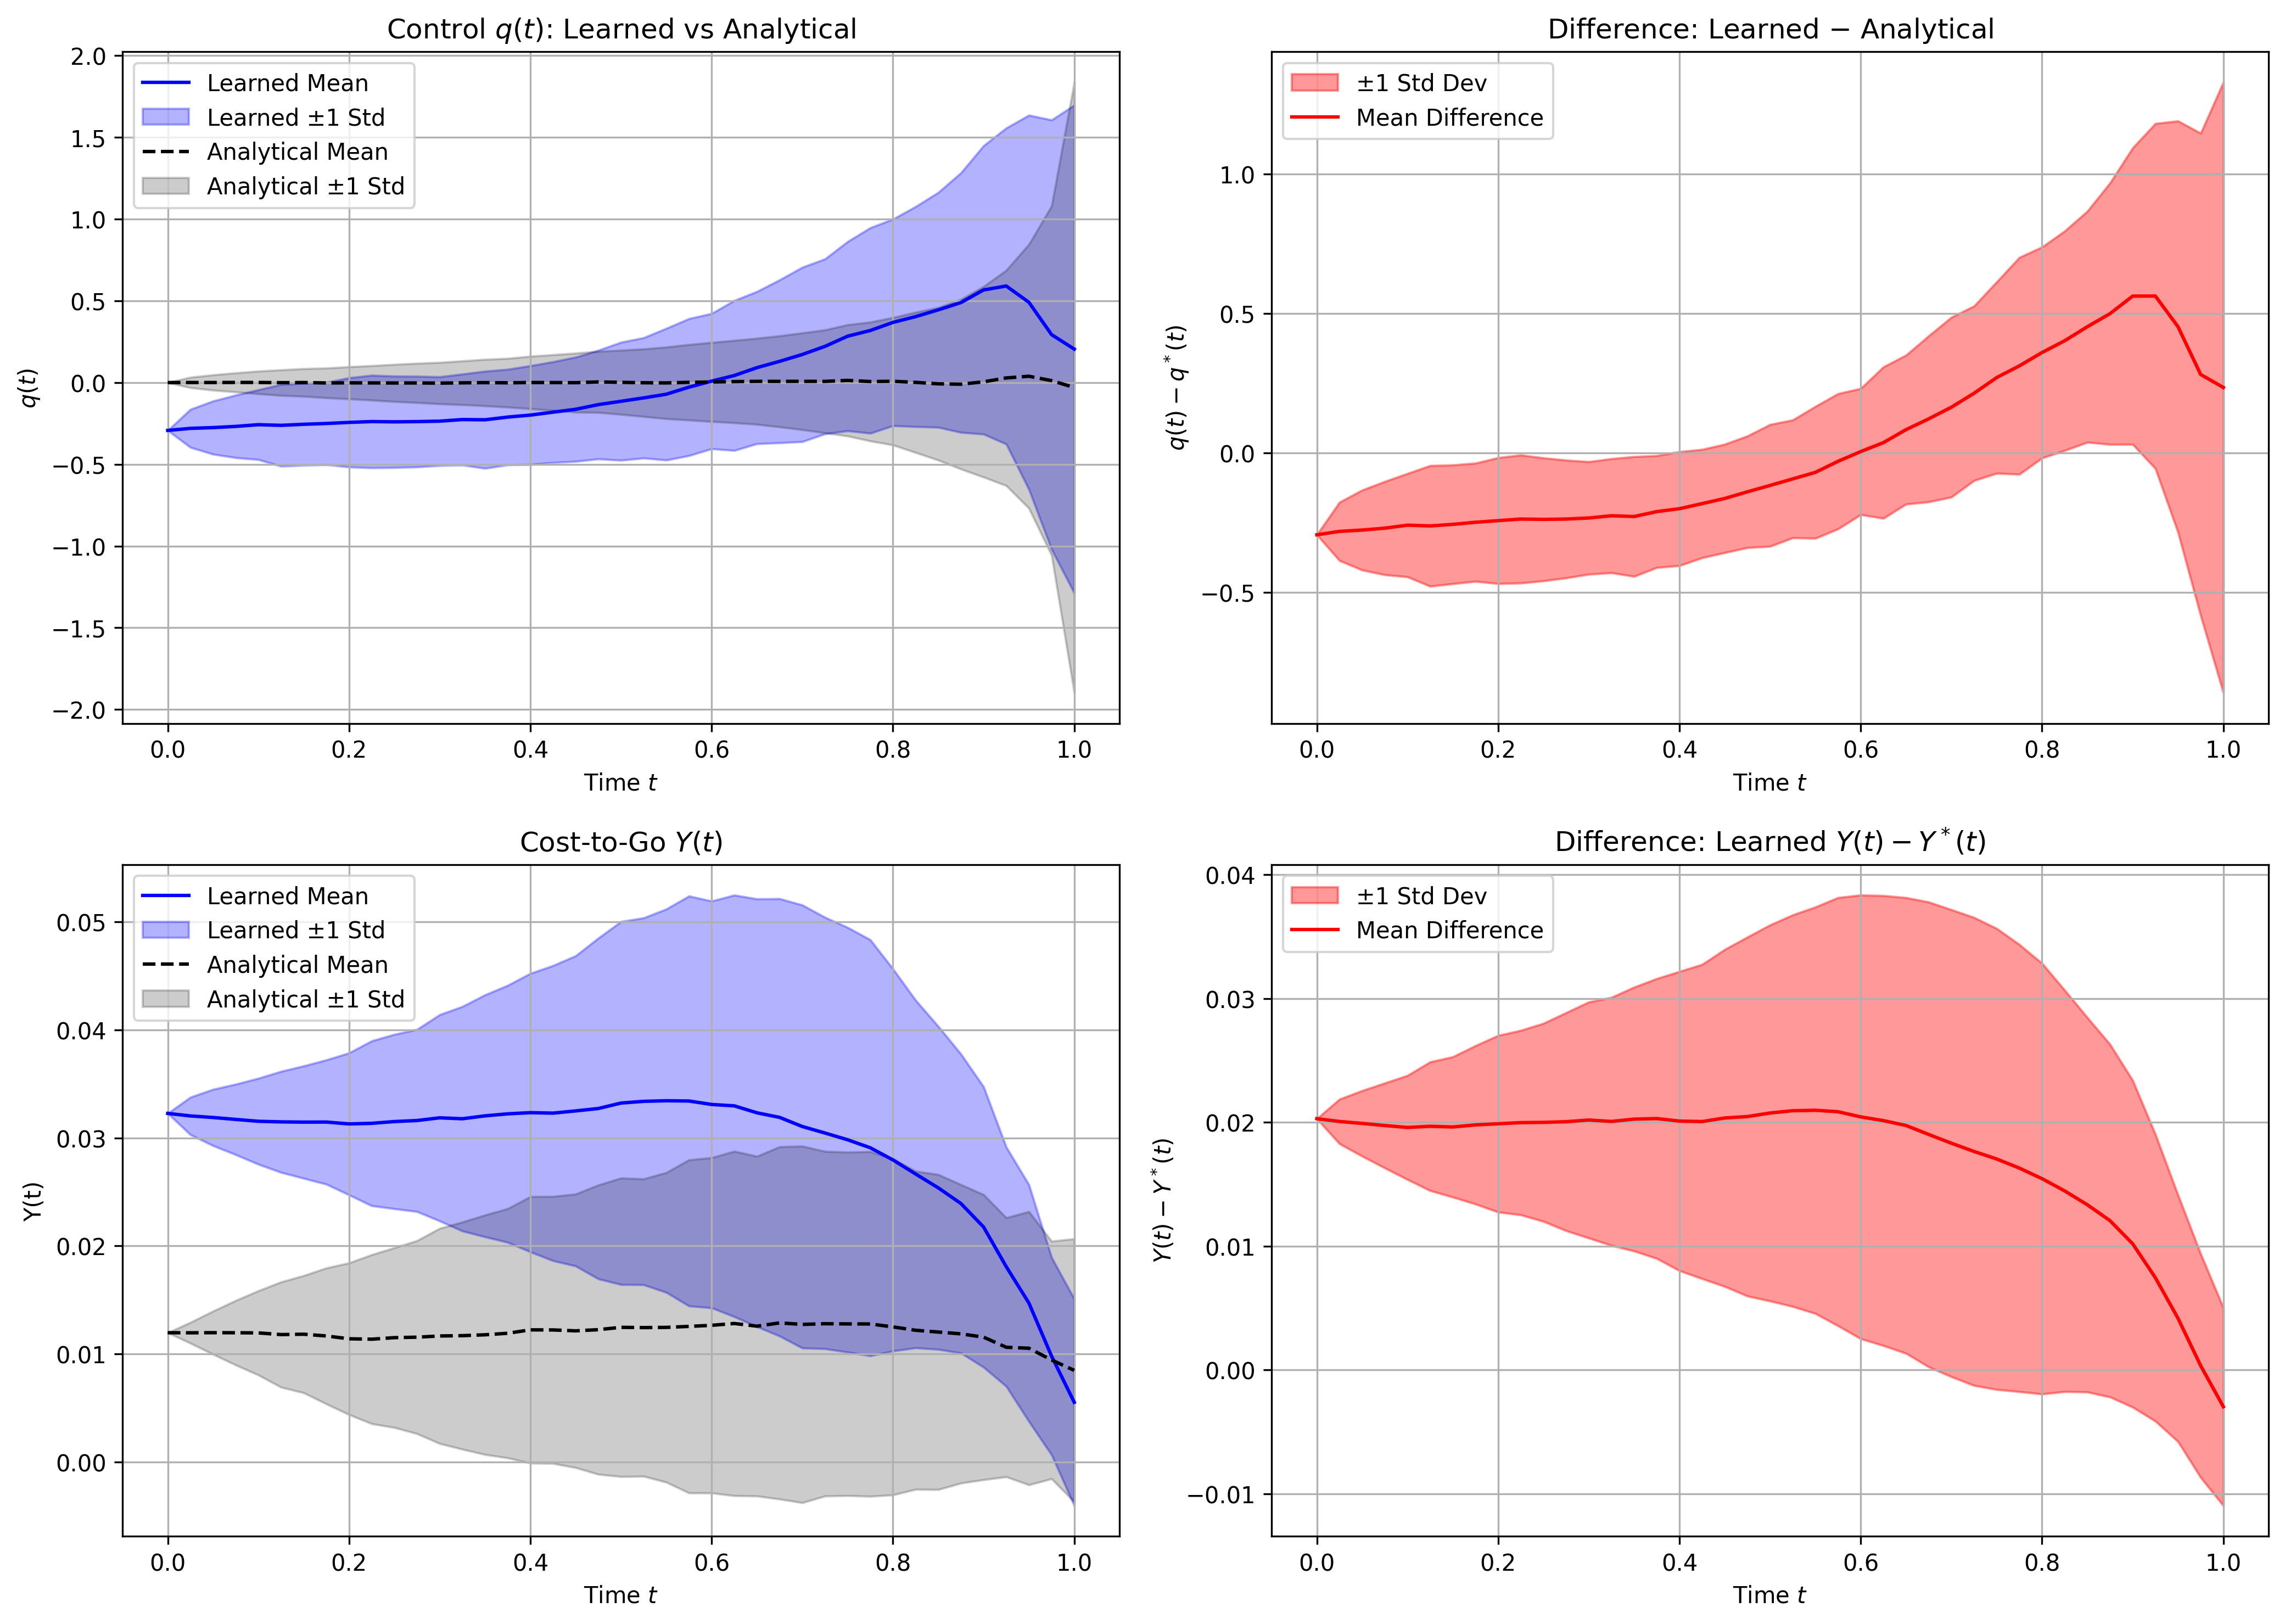 Control q(t): Learned vs Analytical
Learned Mean
Learned ±1 Std
Analytical Mean
Analytical ±1 Std
2.0
1.5
1.0
0.5
0.0
−0.5
−1.0
−1.5
−2.0
q(t)
0.0 0.2 0.4 0.6 0.8 1.0
Time t
Difference: Learned − Analytical
±1 Std Dev
Mean Difference
1.0
0.5
0.0
−0.5
q(t) − q*(t)
0.0 0.2 0.4 0.6 0.8 1.0
Time t
Cost-to-Go Y(t)
Learned Mean
Learned ±1 Std
Analytical Mean
Analytical ±1 Std
0.05
0.04
0.03
0.02
0.01
0.00
Y(t)
0.0 0.2 0.4 0.6 0.8 1.0
Time t
Difference: Learned Y(t) − Y*(t)
±1 Std Dev
Mean Difference
0.04
0.03
0.02
0.01
0.00
−0.01
Y(t) − Y*(t)
0.0 0.2 0.4 0.6 0.8 1.0
Time t